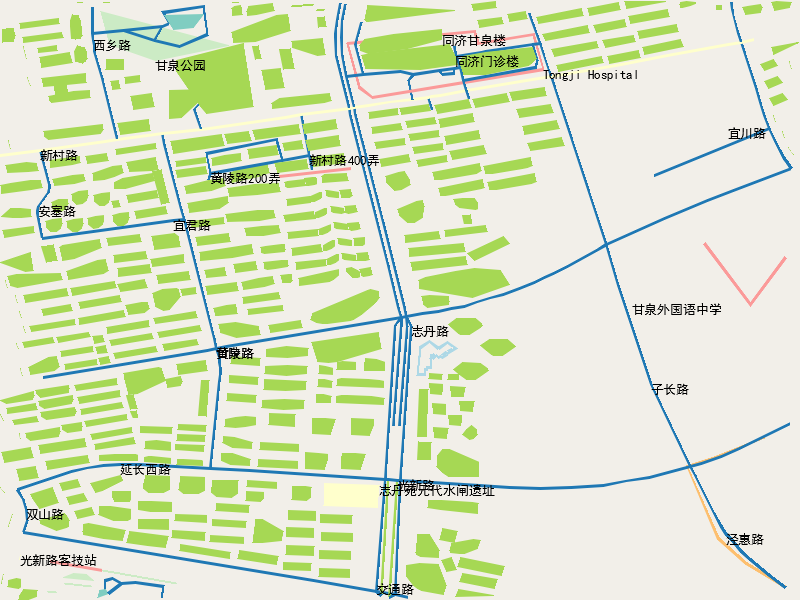 同济甘泉楼
西乡路
同济门诊楼
甘泉公园
Tongji Hospital
宜川路
新村路
新村路400弄
黄陵路200弄
安塞路
宜君路
甘泉外国语中学
志丹路
黄陵路
子长路
延长西路
光新路
志丹苑元代水闸遗址
双山路
泾惠路
光新路客技站
交通路